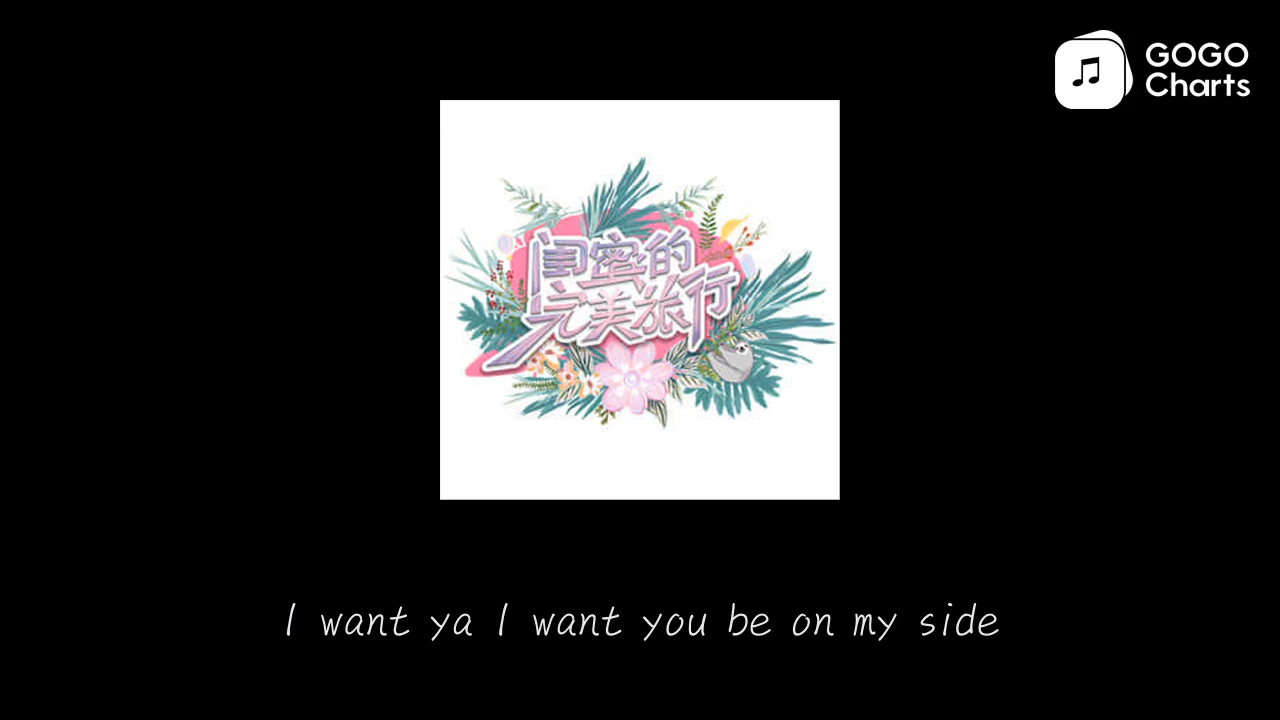 GOGO
Charts
闺蜜的
完美旅行
I want ya I want you be on my side